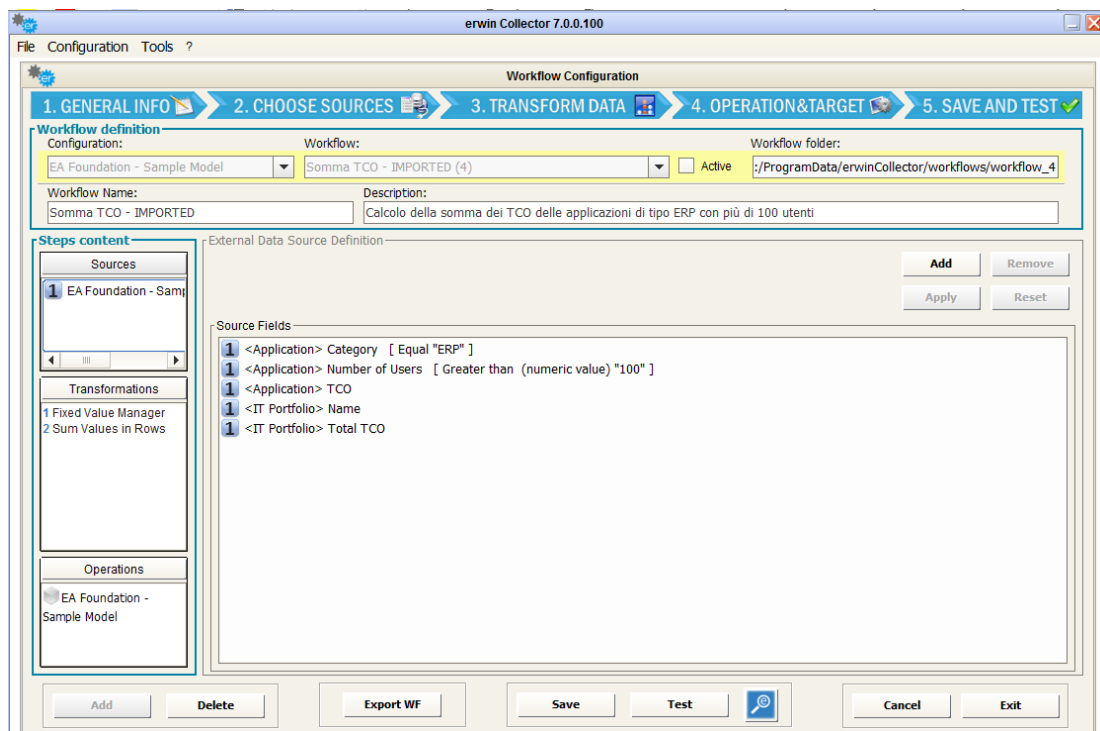 erwin Collector 7.0.0.100
File Configuration Tools ?
Workflow Configuration
1. GENERAL INFO 2. CHOOSE SOURCES 3. TRANSFORM DATA 4. OPERATION&TARGET 5. SAVE AND TEST
Workflow definition
Configuration: Workflow: Workflow folder:
EA Foundation - Sample Model Somma TCO - IMPORTED (4) Active :/ProgramData/erwinCollector/workflows/workflow_4
Workflow Name: Description:
Somma TCO - IMPORTED Calcolo della somma dei TCO delle applicazioni di tipo ERP con più di 100 utenti
Steps content External Data Source Definition
Sources Add Remove
1 EA Foundation - Samp
Apply Reset
Source Fields
1 <Application> Category [ Equal "ERP" ]
1 <Application> Number of Users [ Greater than (numeric value) "100" ]
1 <Application> TCO
1 <IT Portfolio> Name
1 <IT Portfolio> Total TCO
Transformations
1 Fixed Value Manager
2 Sum Values in Rows
Operations
EA Foundation -
Sample Model
Add Delete Export WF Save Test Cancel Exit